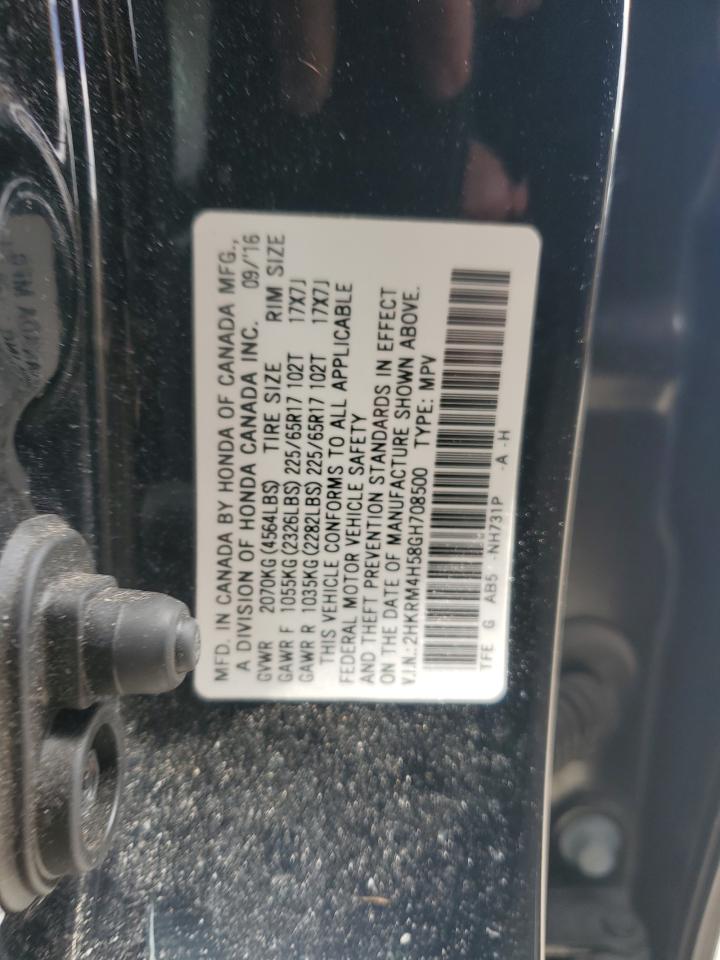 MFD. IN CANADA BY HONDA OF CANADA MFG.,
A DIVISION OF HONDA CANADA INC. 09/'16
GVWR 2070KG(4564LBS) TIRE SIZE RIM SIZE
GAWR F 1055KG(2326LBS) 225/65R17 102T 17X7J
GAWR R 1035KG(2282LBS) 225/65R17 102T 17X7J
THIS VEHICLE CONFORMS TO ALL APPLICABLE
FEDERAL MOTOR VEHICLE SAFETY
AND THEFT PREVENTION STANDARDS IN EFFECT
ON THE DATE OF MANUFACTURE SHOWN ABOVE.
V.I.N.:2HKRM4H58GH708500 TYPE: MPV
TFE G AB5 -NH731P -A -H